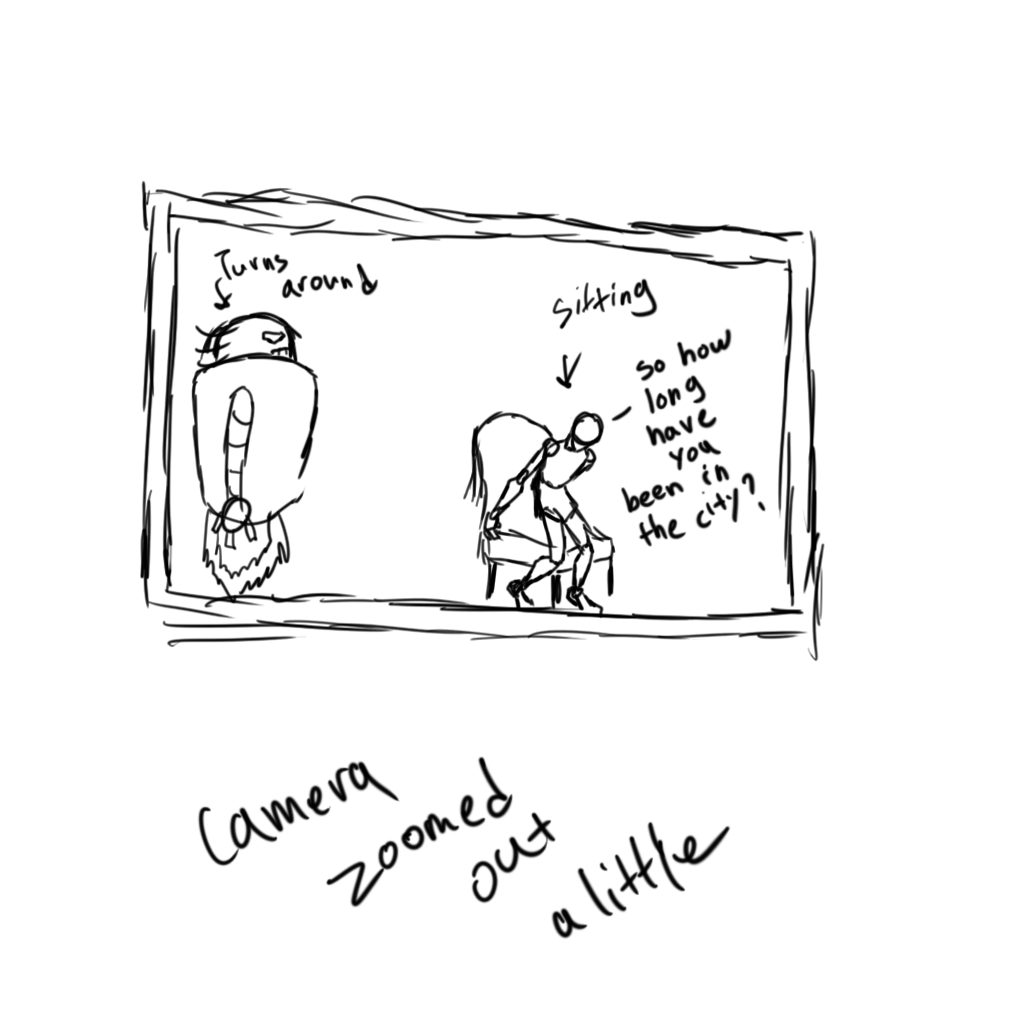 Turns
around
sitting
so how
long
have
you
been in
the city?
Camera
zoomed
out
a little